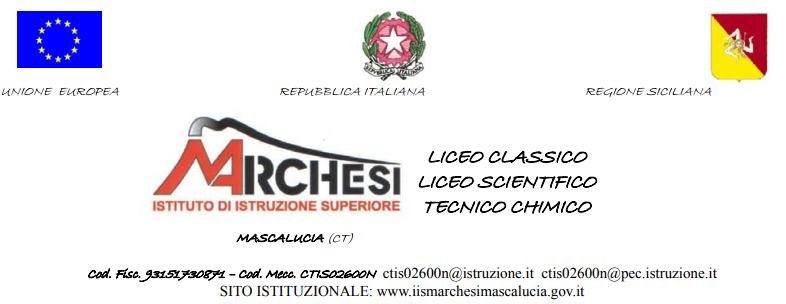 UNIONE EUROPEA REPUBBLICA ITALIANA REGIONE SICILIANA
MARCHESI
ISTITUTO DI ISTRUZIONE SUPERIORE
LICEO CLASSICO
LICEO SCIENTIFICO
TECNICO CHIMICO
MASCALUCIA (CT)
Cod. Fisc. 93151730871 – Cod. Mecc. CTIS02600N ctis02600n@istruzione.it ctis02600n@pec.istruzione.it
SITO ISTITUZIONALE: www.iismarchesimascalucia.gov.it